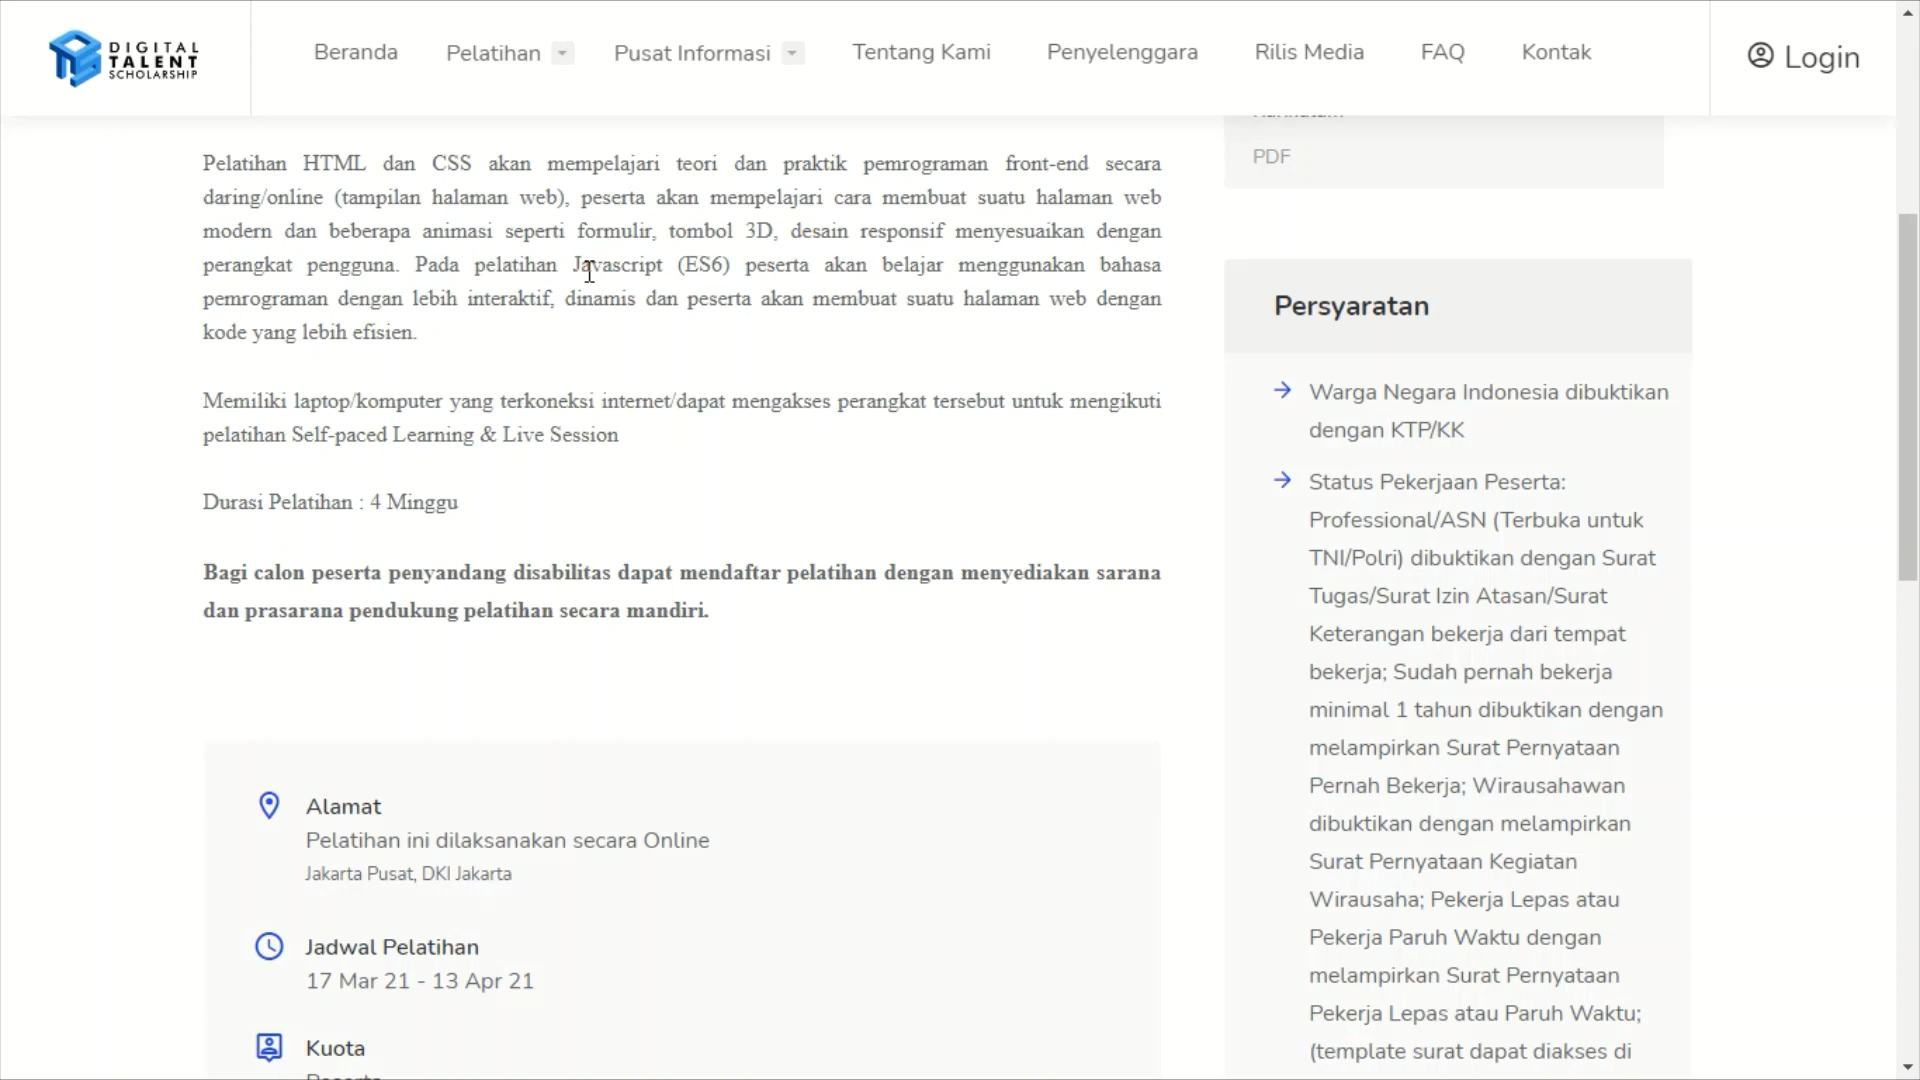 DIGITAL
TALENT
SCHOLARSHIP
Beranda
Pelatihan
Pusat Informasi
Tentang Kami
Penyelenggara
Rilis Media
FAQ
Kontak
Login
Pelatihan HTML dan CSS akan mempelajari teori dan praktik pemrograman front-end secara
daring/online (tampilan halaman web), peserta akan mempelajari cara membuat suatu halaman web
modern dan beberapa animasi seperti formulir, tombol 3D, desain responsif menyesuaikan dengan
perangkat pengguna. Pada pelatihan Javascript (ES6) peserta akan belajar menggunakan bahasa
pemrograman dengan lebih interaktif, dinamis dan peserta akan membuat suatu halaman web dengan
kode yang lebih efisien.
Memiliki laptop/komputer yang terkoneksi internet/dapat mengakses perangkat tersebut untuk mengikuti
pelatihan Self-paced Learning & Live Session
Durasi Pelatihan : 4 Minggu
Bagi calon peserta penyandang disabilitas dapat mendaftar pelatihan dengan menyediakan sarana
dan prasarana pendukung pelatihan secara mandiri.
Alamat
Pelatihan ini dilaksanakan secara Online
Jakarta Pusat, DKI Jakarta
Jadwal Pelatihan
17 Mar 21 - 13 Apr 21
Kuota
PDF
Persyaratan
Warga Negara Indonesia dibuktikan
dengan KTP/KK
Status Pekerjaan Peserta:
Professional/ASN (Terbuka untuk
TNI/Polri) dibuktikan dengan Surat
Tugas/Surat Izin Atasan/Surat
Keterangan bekerja dari tempat
bekerja; Sudah pernah bekerja
minimal 1 tahun dibuktikan dengan
melampirkan Surat Pernyataan
Pernah Bekerja; Wirausahawan
dibuktikan dengan melampirkan
Surat Pernyataan Kegiatan
Wirausaha; Pekerja Lepas atau
Pekerja Paruh Waktu dengan
melampirkan Surat Pernyataan
Pekerja Lepas atau Paruh Waktu;
(template surat dapat diakses di